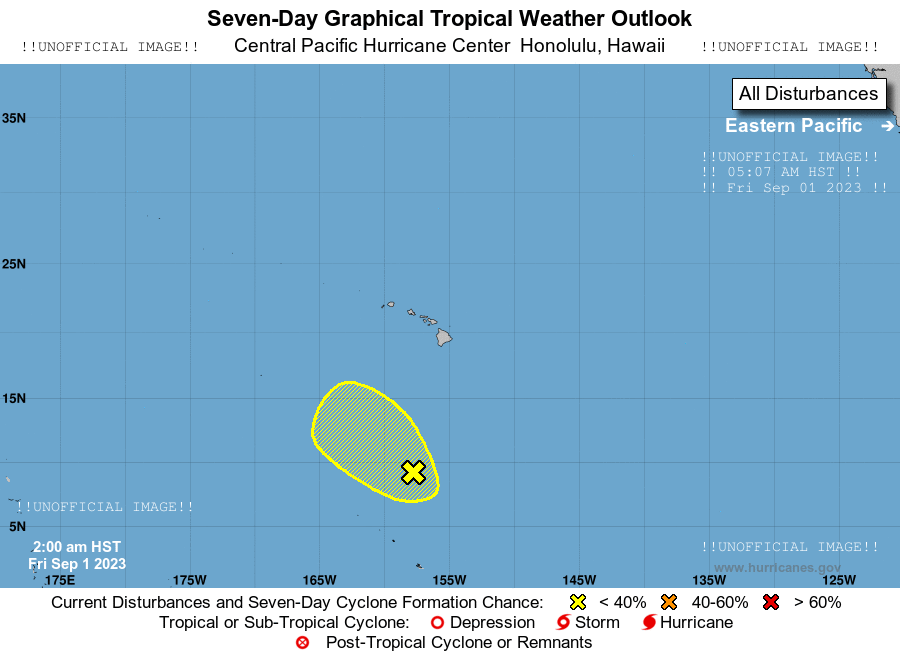 Seven-Day Graphical Tropical Weather Outlook
!!UNOFFICIAL IMAGE!! Central Pacific Hurricane Center Honolulu, Hawaii !!UNOFFICIAL IMAGE!!
All Disturbances
35N
Eastern Pacific ➔
!!UNOFFICIAL IMAGE!!
!! 05:07 AM HST !!
!! Fri Sep 01 2023 !!
25N
15N
!!UNOFFICIAL IMAGE!!
5N
2:00 am HST
Fri Sep 1 2023
!!UNOFFICIAL IMAGE!!
www.hurricanes.gov
175E 175W 165W 155W 145W 135W 125W
Current Disturbances and Seven-Day Cyclone Formation Chance: < 40% 40-60% > 60%
Tropical or Sub-Tropical Cyclone: Depression Storm Hurricane
Post-Tropical Cyclone or Remnants